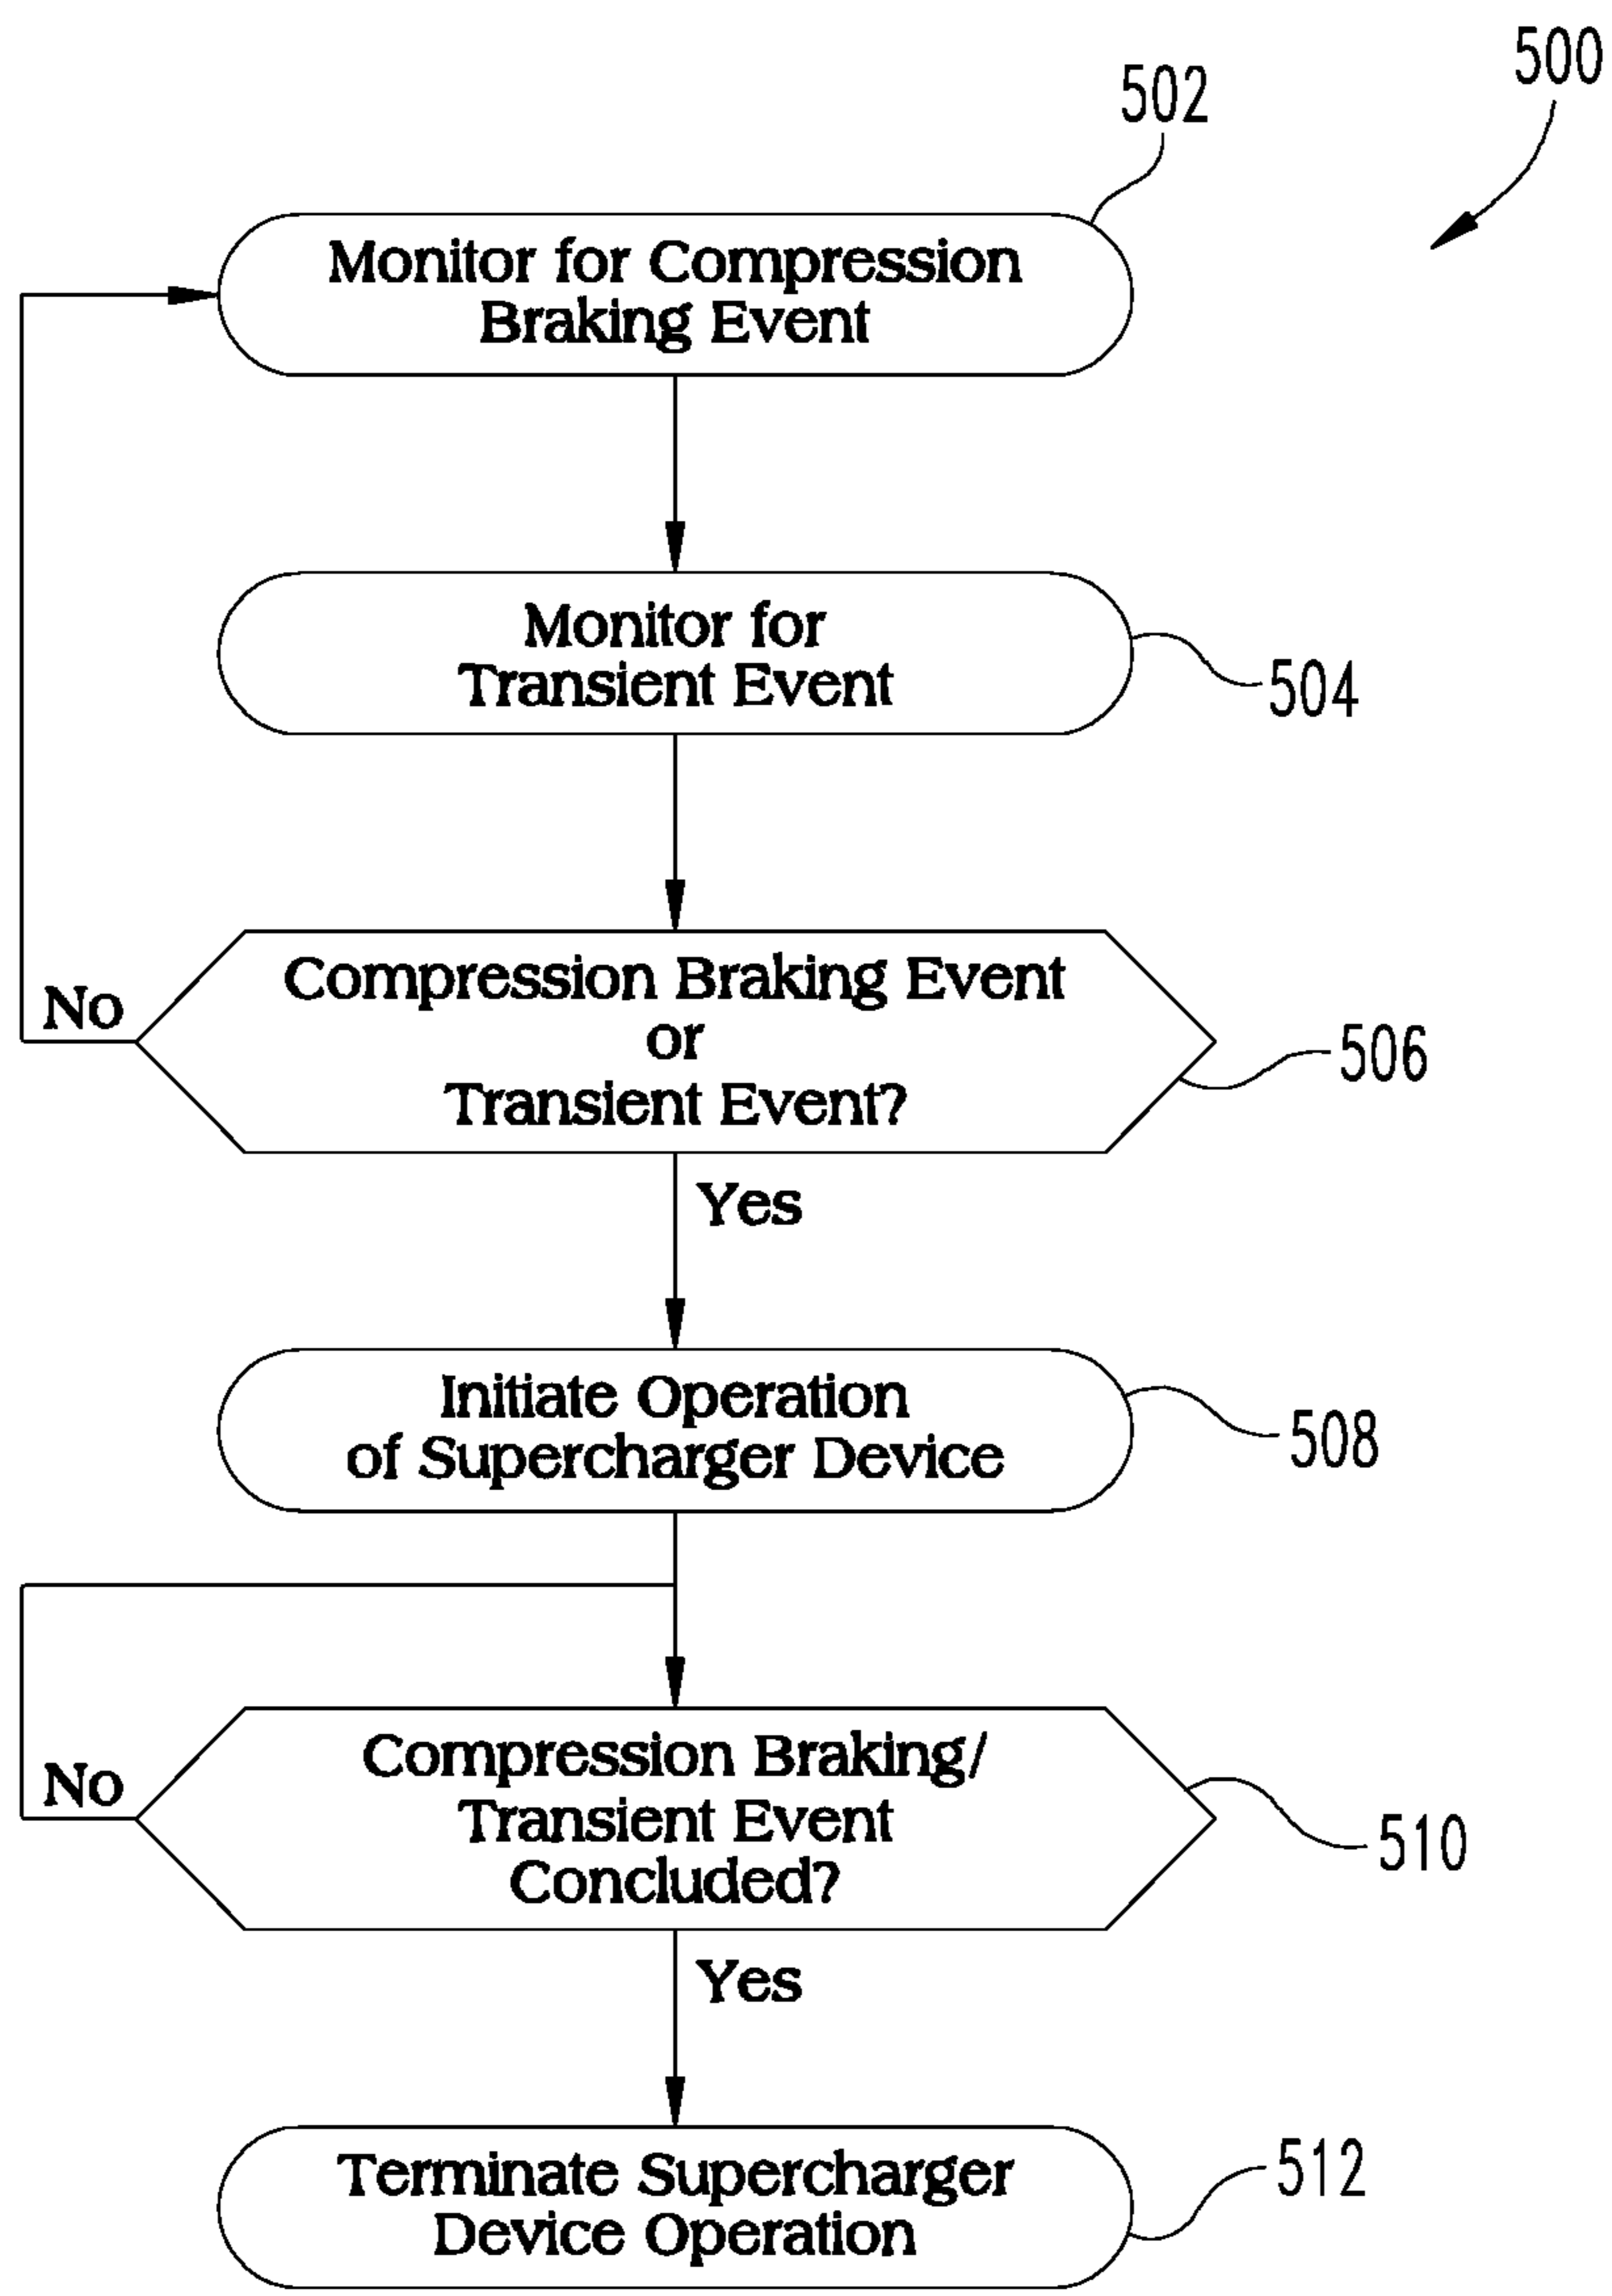 500
502
Monitor for Compression
Braking Event
Monitor for
Transient Event
504
Compression Braking Event
or
Transient Event?
No
506
Yes
Initiate Operation
of Supercharger Device
508
Compression Braking/
Transient Event
Concluded?
No
510
Yes
Terminate Supercharger
Device Operation
512